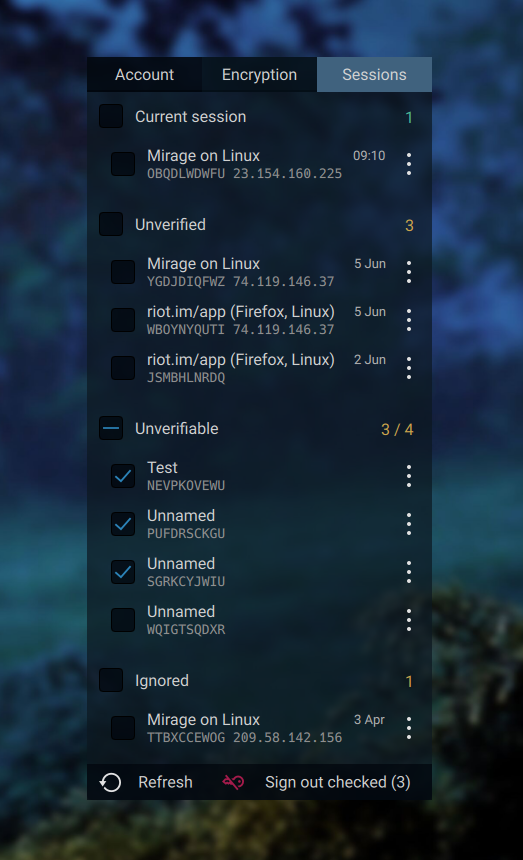 Account Encryption Sessions
Current session 1
Mirage on Linux 09:10
OBQDLWDWFU 23.154.160.225
Unverified 3
Mirage on Linux 5 Jun
YGDJDIQFWZ 74.119.146.37
riot.im/app (Firefox, Linux) 5 Jun
WBOYNYQUTI 74.119.146.37
riot.im/app (Firefox, Linux) 2 Jun
JSMBHLNRDQ
Unverifiable 3 / 4
Test
NEVPKOVEWU
Unnamed
PUFDRSCKGU
Unnamed
SGRKCYJWIU
Unnamed
WQIGTSQDXR
Ignored 1
Mirage on Linux 3 Apr
TTBXCCEWOG 209.58.142.156
Refresh Sign out checked (3)